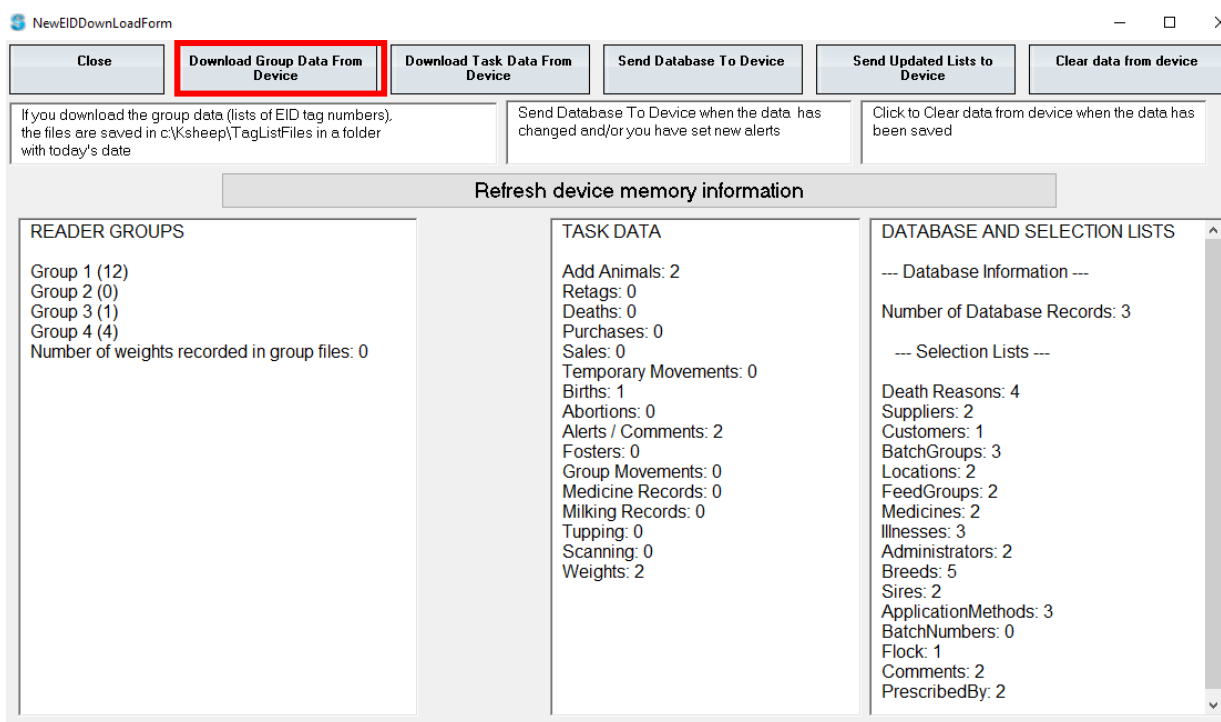 NewEIDDownLoadForm
Close
Download Group Data From
Device
Download Task Data From
Device
Send Database To Device
Send Updated Lists to
Device
Clear data from device
If you download the group data (lists of EID tag numbers),
the files are saved in c:\Ksheep\TagListFiles in a folder
with today's date
Send Database To Device when the data has
changed and/or you have set new alerts
Click to Clear data from device when the data has
been saved
Refresh device memory information
READER GROUPS
Group 1 (12)
Group 2 (0)
Group 3 (1)
Group 4 (4)
Number of weights recorded in group files: 0
TASK DATA
Add Animals: 2
Retags: 0
Deaths: 0
Purchases: 0
Sales: 0
Temporary Movements: 0
Births: 1
Abortions: 0
Alerts / Comments: 2
Fosters: 0
Group Movements: 0
Medicine Records: 0
Milking Records: 0
Tupping: 0
Scanning: 0
Weights: 2
DATABASE AND SELECTION LISTS
--- Database Information ---
Number of Database Records: 3
--- Selection Lists ---
Death Reasons: 4
Suppliers: 2
Customers: 1
BatchGroups: 3
Locations: 2
FeedGroups: 2
Medicines: 2
Illnesses: 3
Administrators: 2
Breeds: 5
Sires: 2
ApplicationMethods: 3
BatchNumbers: 0
Flock: 1
Comments: 2
PrescribedBy: 2